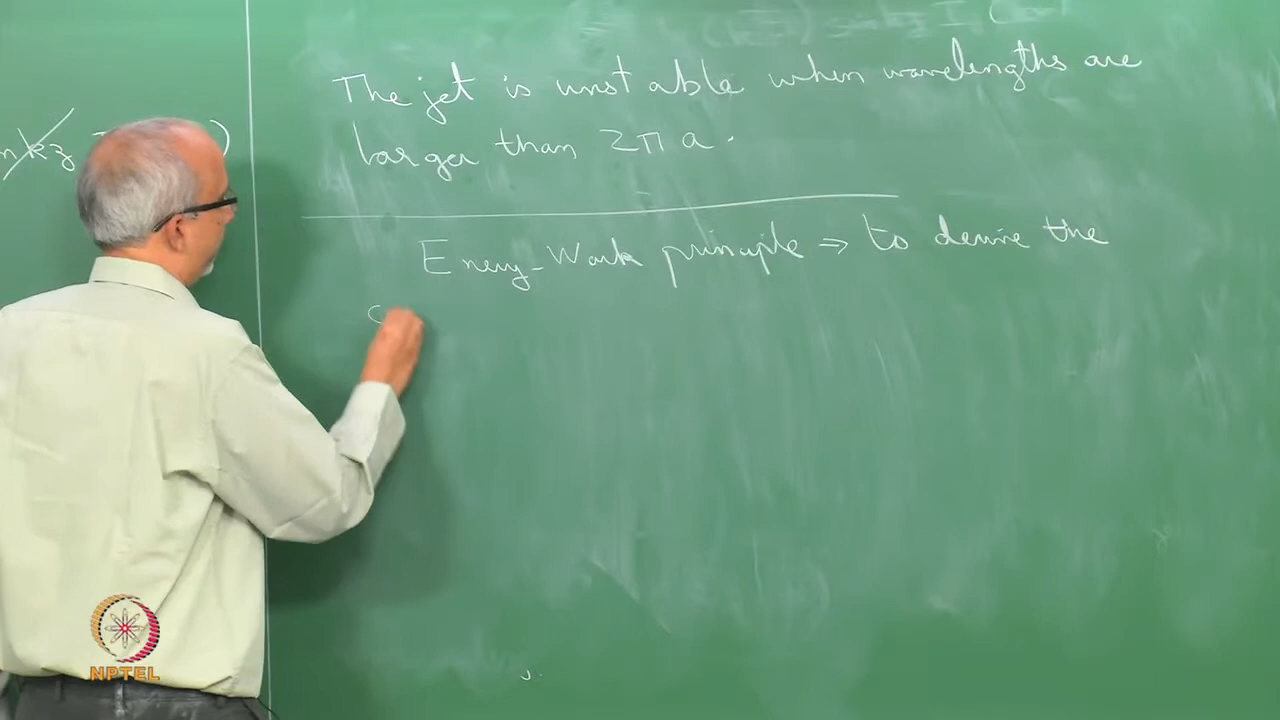 The jet is unstable when wavelengths are
larger than 2π a.
Energy-Work principle ⇒ to derive the
NPTEL